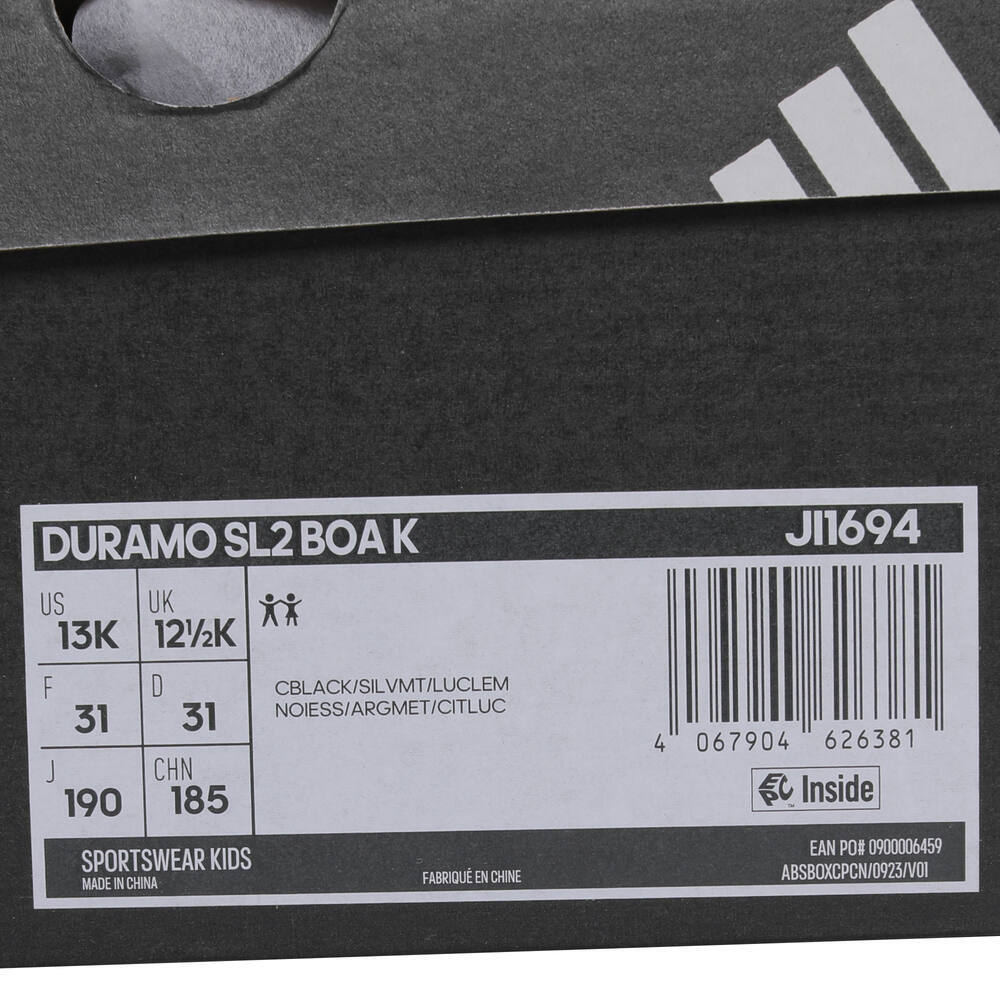 DURAMO SL2 BOA K JI1694
US 13K UK 12½K
F 31 D 31
J 190 CHN 185
CBLACK/SILVMT/LUCLEM
NOIESS/ARGMET/CITLUC
4 067904 626381
EPC™ Inside
SPORTSWEAR KIDS
MADE IN CHINA
FABRIQUÉ EN CHINE
EAN PO# 0900006459
ABSBOXCPCN/0923/V01